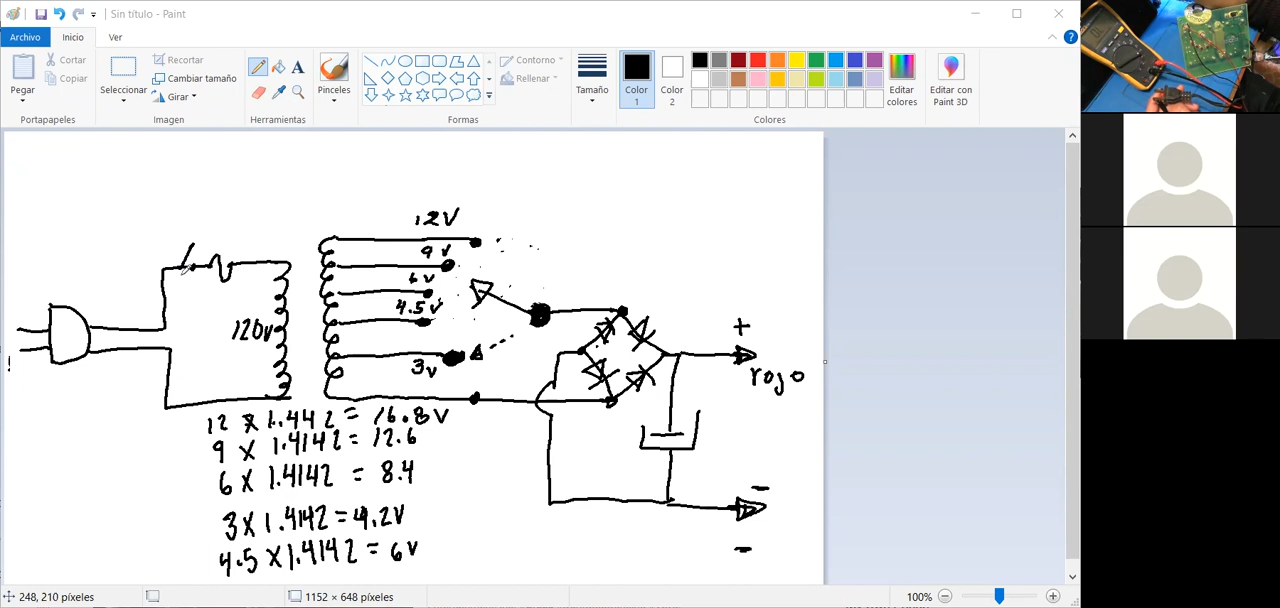 Sin título - Paint
Archivo
Inicio
Ver
Pegar
Cortar
Copiar
Portapapeles
Seleccionar
Recortar
Cambiar tamaño
Girar
Imagen
A
Herramientas
Pinceles
Contorno
Rellenar
Formas
Tamaño
Color 1
Color 2
Editar colores
Colores
Editar con Paint 3D
12V
9V
6V
4.5V
3V
120V
+
rojo
-
-
12 x 1.442 = 16.8V
9 x 1.4142 = 12.6
6 x 1.4142 = 8.4
3 x 1.4142 = 4.2V
4.5 x 1.4142 = 6V
248, 210 píxeles
1152 × 648 píxeles
100%